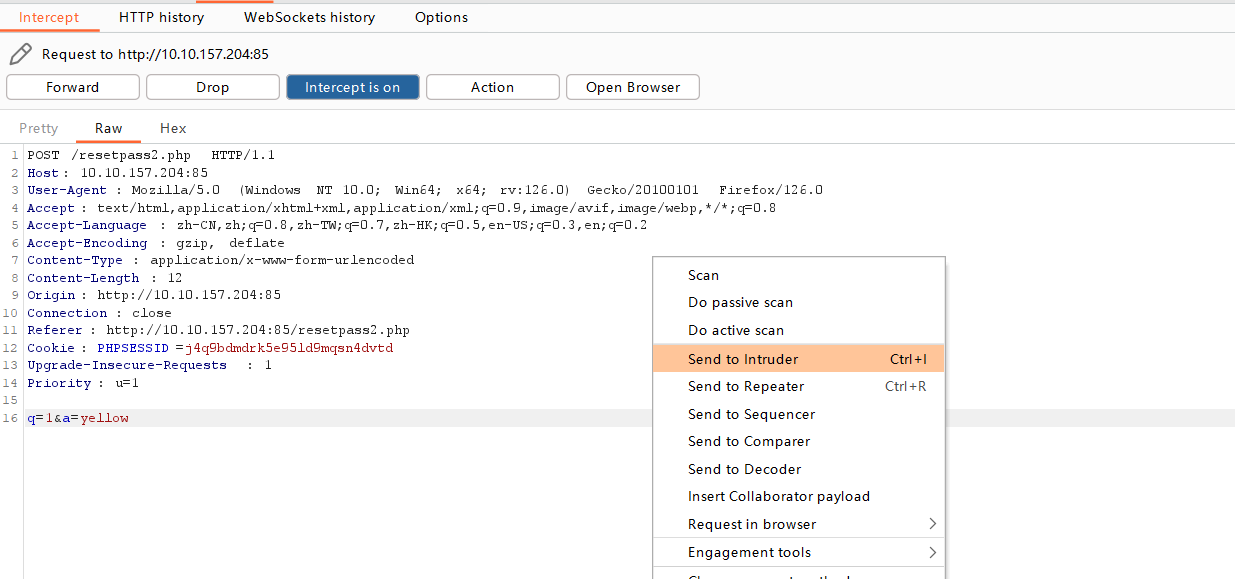 Intercept HTTP history WebSockets history Options
Request to http://10.10.157.204:85
Forward Drop Intercept is on Action Open Browser
Pretty Raw Hex
1 POST /resetpass2.php HTTP/1.1
2 Host: 10.10.157.204:85
3 User-Agent : Mozilla/5.0 (Windows NT 10.0; Win64; x64; rv:126.0) Gecko/20100101 Firefox/126.0
4 Accept : text/html,application/xhtml+xml,application/xml;q=0.9,image/avif,image/webp,*/*;q=0.8
5 Accept-Language : zh-CN,zh;q=0.8,zh-TW;q=0.7,zh-HK;q=0.5,en-US;q=0.3,en;q=0.2
6 Accept-Encoding : gzip, deflate
7 Content-Type : application/x-www-form-urlencoded
8 Content-Length : 12
9 Origin : http://10.10.157.204:85
10 Connection : close
11 Referer : http://10.10.157.204:85/resetpass2.php
12 Cookie : PHPSESSID =j4q9bdmdrk5e95ld9mqsn4dvtd
13 Upgrade-Insecure-Requests : 1
14 Priority : u=1
15
16 q=1&a=yellow
Scan
Do passive scan
Do active scan
Send to Intruder Ctrl+I
Send to Repeater Ctrl+R
Send to Sequencer
Send to Comparer
Send to Decoder
Insert Collaborator payload
Request in browser
Engagement tools